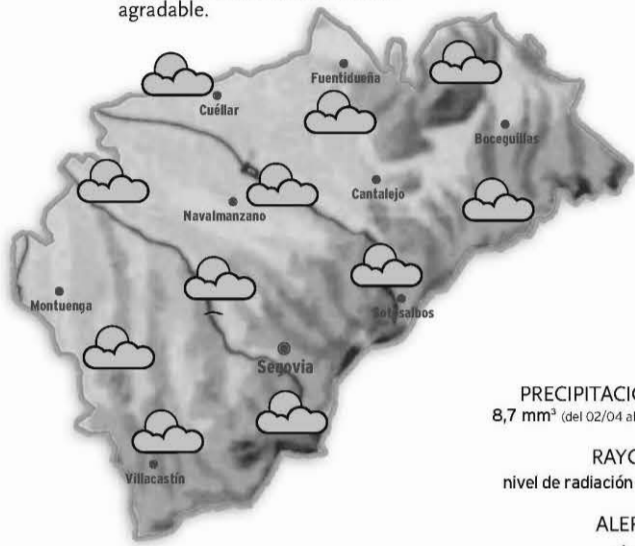 agradable.
Fuentidueña
Cuéllar
Boceguillas
Cantalejo
Navalmanzano
Montuenga
Sotosalbos
Segovia
Villacastín
PRECIPITACIO
8,7 mm³ (del 02/04 al
RAYO
nivel de radiación
ALER